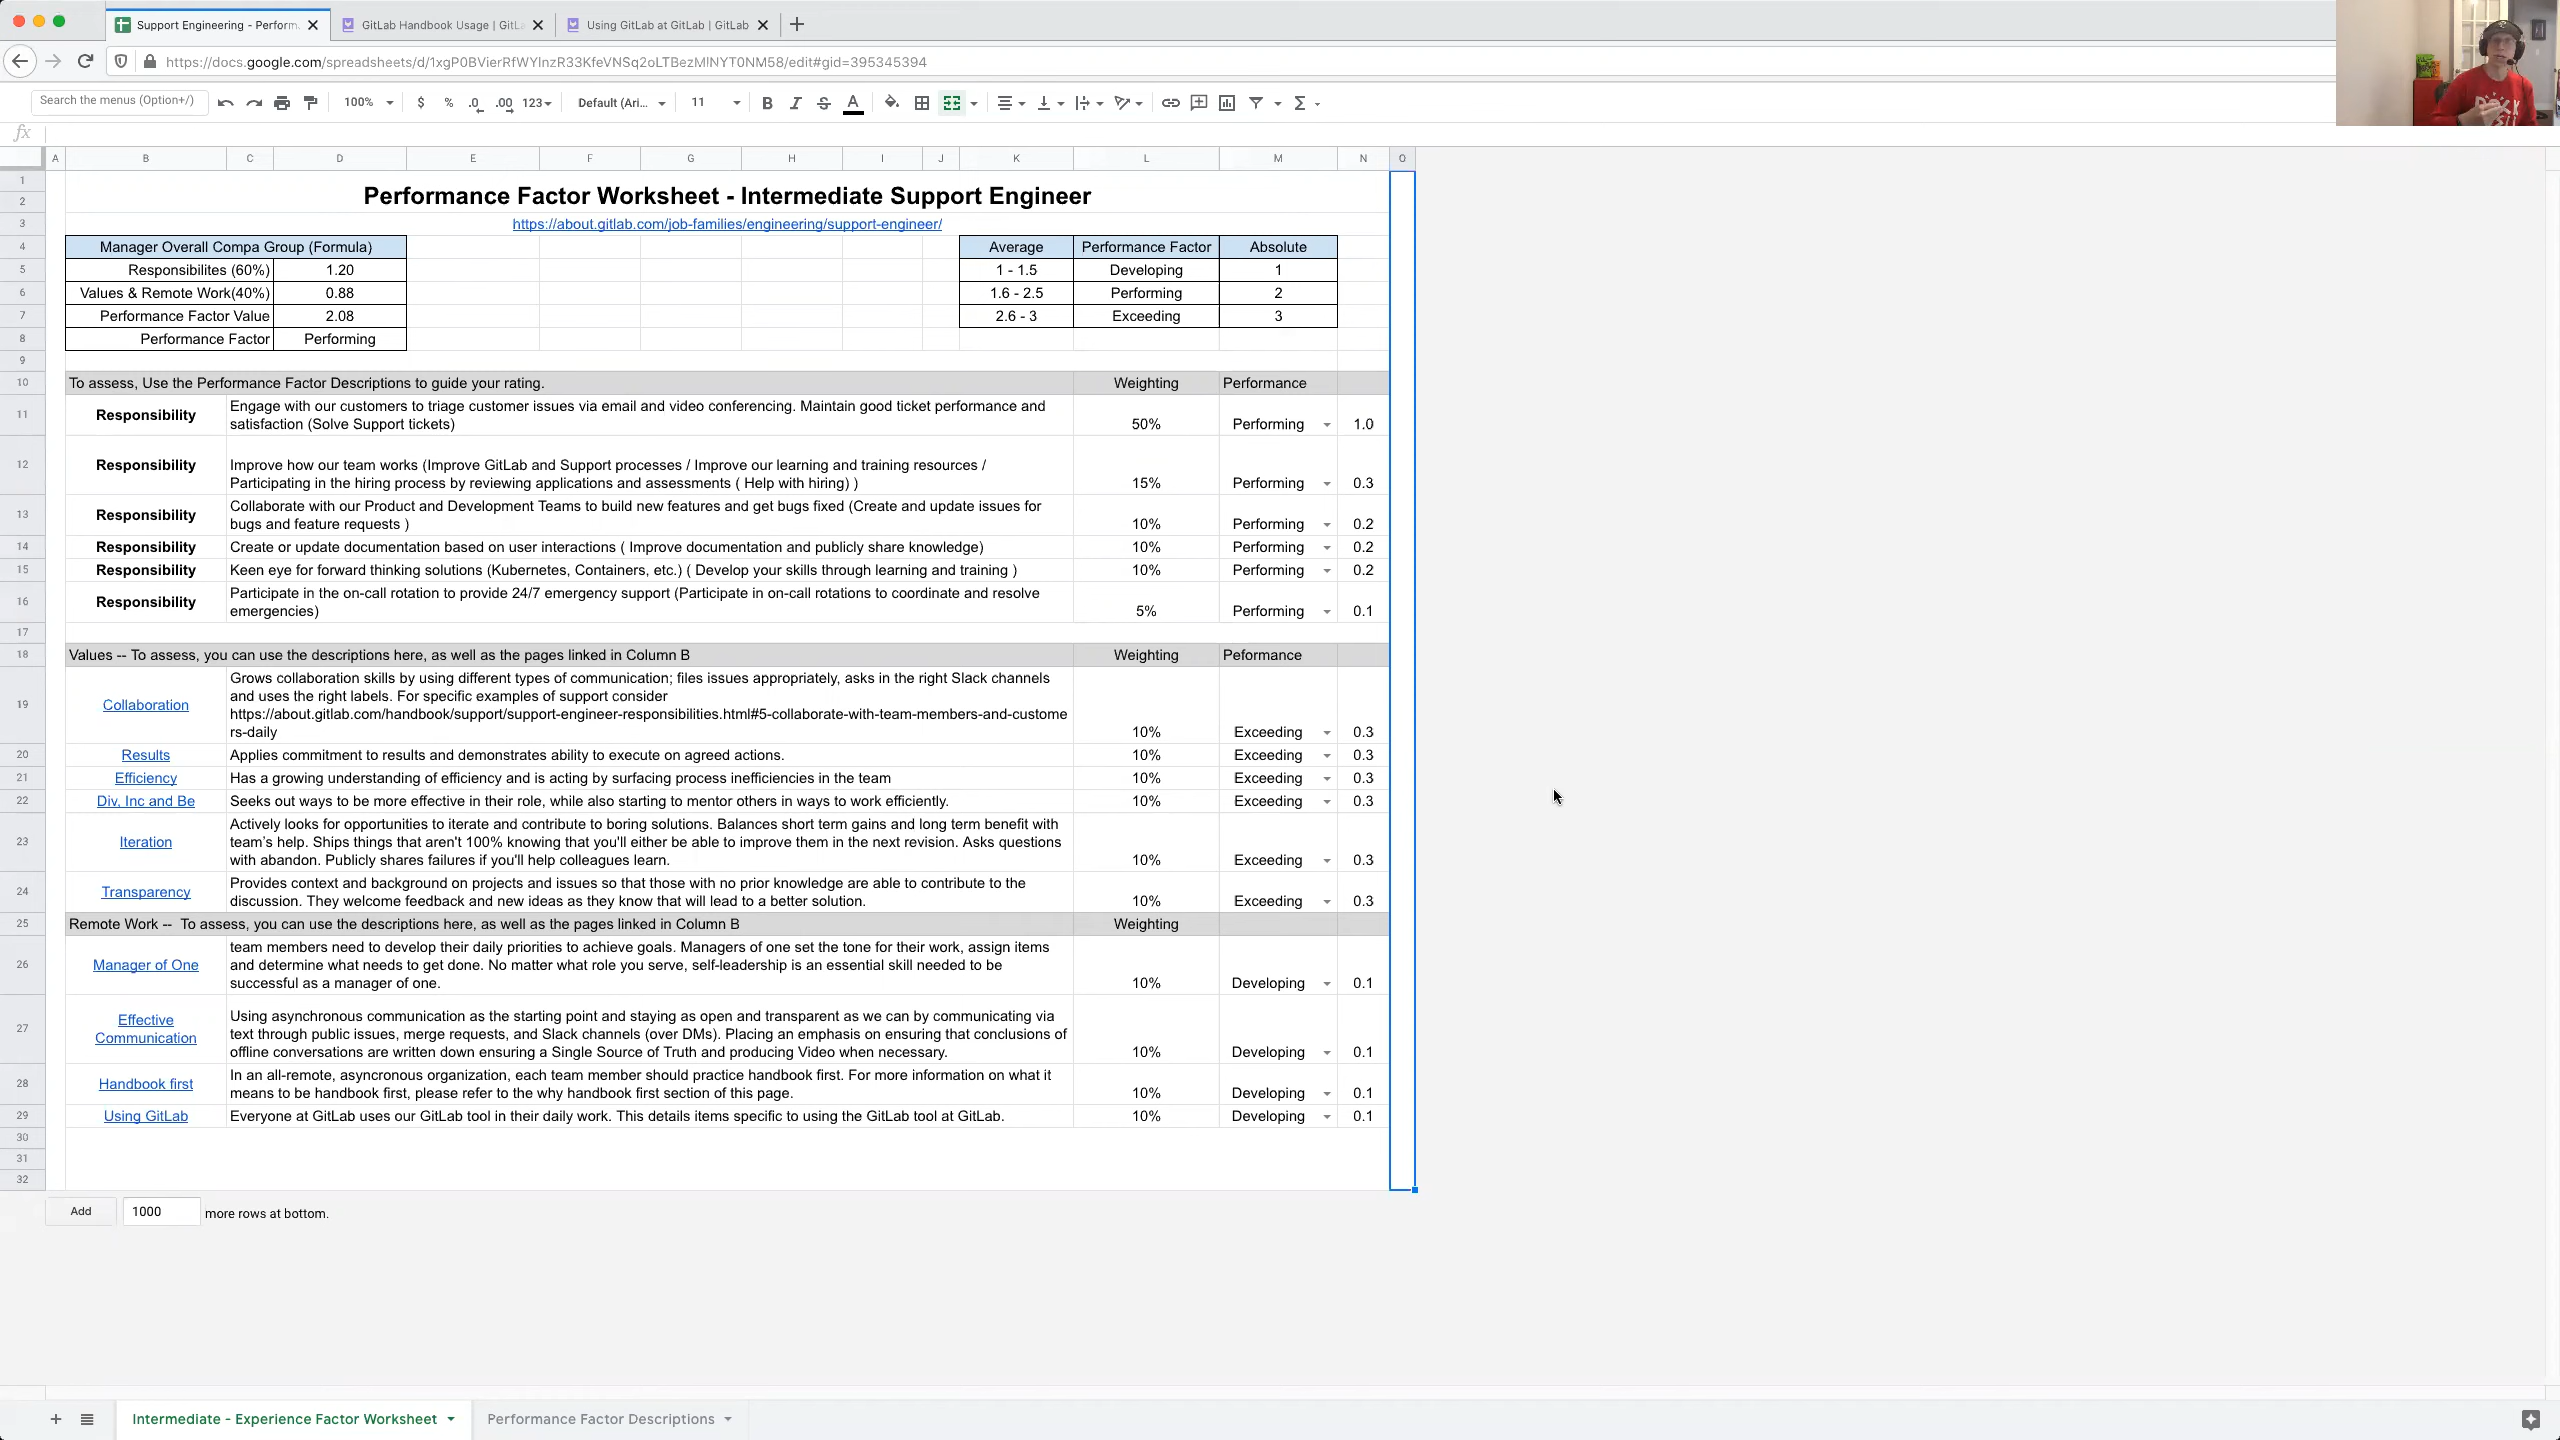 Support Engineering - Perform
GitLab Handbook Usage | GitL
Using GitLab at GitLab | GitLab
https://docs.google.com/spreadsheets/d/1xgP0BVierRfWYInzR33KfeVNSq2oLTBezMlNYT0NM58/edit#gid=395345394
Search the menus (Option+/)
100% $ % .0 .00 123 Default (Ari... 11 B I S A
fx
A B C D E F G H I J K L M N O
1
2 Performance Factor Worksheet - Intermediate Support Engineer
3 https://about.gitlab.com/job-families/engineering/support-engineer/
4 Manager Overall Compa Group (Formula) Average Performance Factor Absolute
5 Responsibilites (60%) 1.20 1 - 1.5 Developing 1
6 Values & Remote Work(40%) 0.88 1.6 - 2.5 Performing 2
7 Performance Factor Value 2.08 2.6 - 3 Exceeding 3
8 Performance Factor Performing
9
10 To assess, Use the Performance Factor Descriptions to guide your rating. Weighting Performance
11 Responsibility Engage with our customers to triage customer issues via email and video conferencing. Maintain good ticket performance and
satisfaction (Solve Support tickets) 50% Performing 1.0
12 Responsibility Improve how our team works (Improve GitLab and Support processes / Improve our learning and training resources /
Participating in the hiring process by reviewing applications and assessments ( Help with hiring) ) 15% Performing 0.3
13 Responsibility Collaborate with our Product and Development Teams to build new features and get bugs fixed (Create and update issues for
bugs and feature requests ) 10% Performing 0.2
14 Responsibility Create or update documentation based on user interactions ( Improve documentation and publicly share knowledge) 10% Performing 0.2
15 Responsibility Keen eye for forward thinking solutions (Kubernetes, Containers, etc.) ( Develop your skills through learning and training ) 10% Performing 0.2
16 Responsibility Participate in the on-call rotation to provide 24/7 emergency support (Participate in on-call rotations to coordinate and resolve
emergencies) 5% Performing 0.1
17
18 Values -- To assess, you can use the descriptions here, as well as the pages linked in Column B Weighting Peformance
19 Collaboration Grows collaboration skills by using different types of communication; files issues appropriately, asks in the right Slack channels
and uses the right labels. For specific examples of support consider
https://about.gitlab.com/handbook/support/support-engineer-responsibilities.html#5-collaborate-with-team-members-and-custome
rs-daily 10% Exceeding 0.3
20 Results Applies commitment to results and demonstrates ability to execute on agreed actions. 10% Exceeding 0.3
21 Efficiency Has a growing understanding of efficiency and is acting by surfacing process inefficiencies in the team 10% Exceeding 0.3
22 Div, Inc and Be Seeks out ways to be more effective in their role, while also starting to mentor others in ways to work efficiently. 10% Exceeding 0.3
23 Iteration Actively looks for opportunities to iterate and contribute to boring solutions. Balances short term gains and long term benefit with
team's help. Ships things that aren't 100% knowing that you'll either be able to improve them in the next revision. Asks questions
with abandon. Publicly shares failures if you'll help colleagues learn. 10% Exceeding 0.3
24 Transparency Provides context and background on projects and issues so that those with no prior knowledge are able to contribute to the
discussion. They welcome feedback and new ideas as they know that will lead to a better solution. 10% Exceeding 0.3
25 Remote Work -- To assess, you can use the descriptions here, as well as the pages linked in Column B Weighting
26 Manager of One team members need to develop their daily priorities to achieve goals. Managers of one set the tone for their work, assign items
and determine what needs to get done. No matter what role you serve, self-leadership is an essential skill needed to be
successful as a manager of one. 10% Developing 0.1
27 Effective
Communication Using asynchronous communication as the starting point and staying as open and transparent as we can by communicating via
text through public issues, merge requests, and Slack channels (over DMs). Placing an emphasis on ensuring that conclusions of
offline conversations are written down ensuring a Single Source of Truth and producing Video when necessary. 10% Developing 0.1
28 Handbook first In an all-remote, asyncronous organization, each team member should practice handbook first. For more information on what it
means to be handbook first, please refer to the why handbook first section of this page. 10% Developing 0.1
29 Using GitLab Everyone at GitLab uses our GitLab tool in their daily work. This details items specific to using the GitLab tool at GitLab. 10% Developing 0.1
30
31
32
Add 1000 more rows at bottom.
Intermediate - Experience Factor Worksheet Performance Factor Descriptions